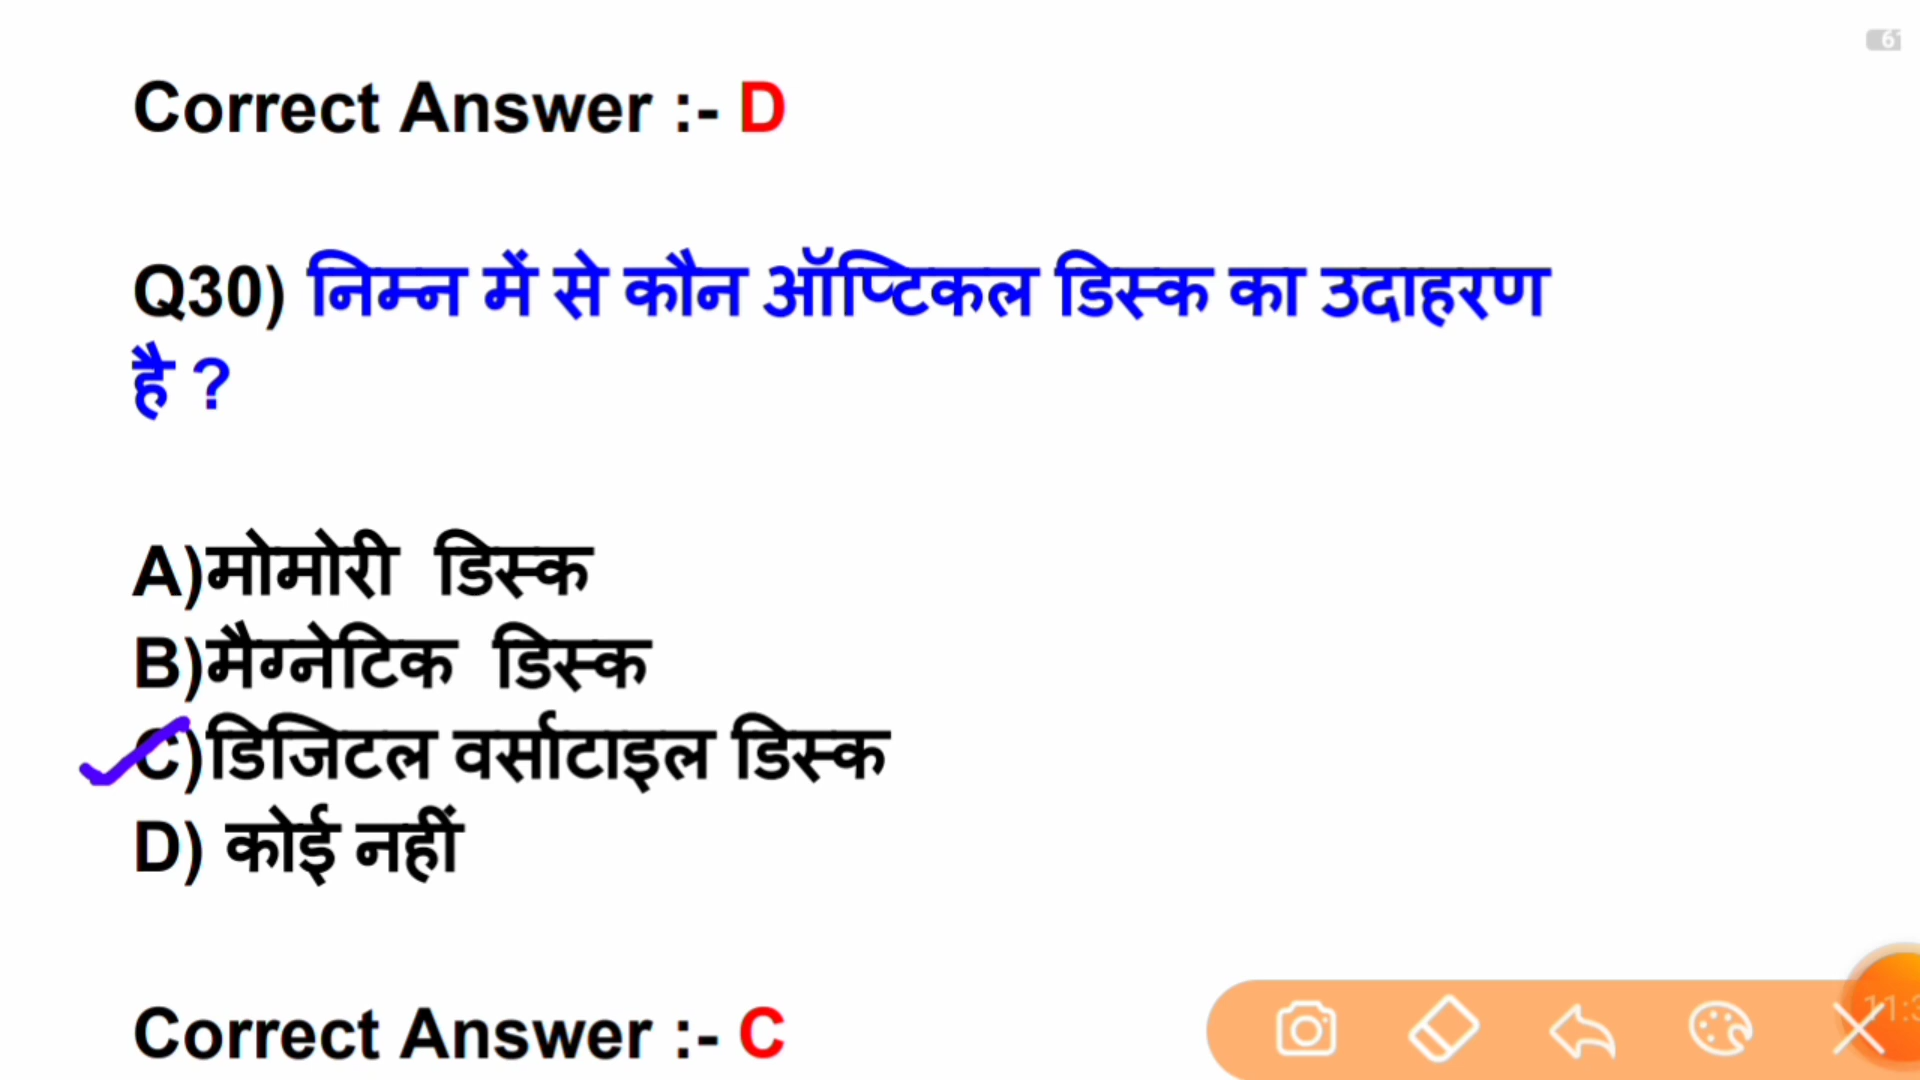 Correct Answer :- D
Q30) निम्न में से कौन ऑप्टिकल डिस्क का उदाहरण
है ?
A)मोमोरी डिस्क
B)मैग्नेटिक डिस्क
C)डिजिटल वर्साटाइल डिस्क
D) कोई नहीं
Correct Answer :- C